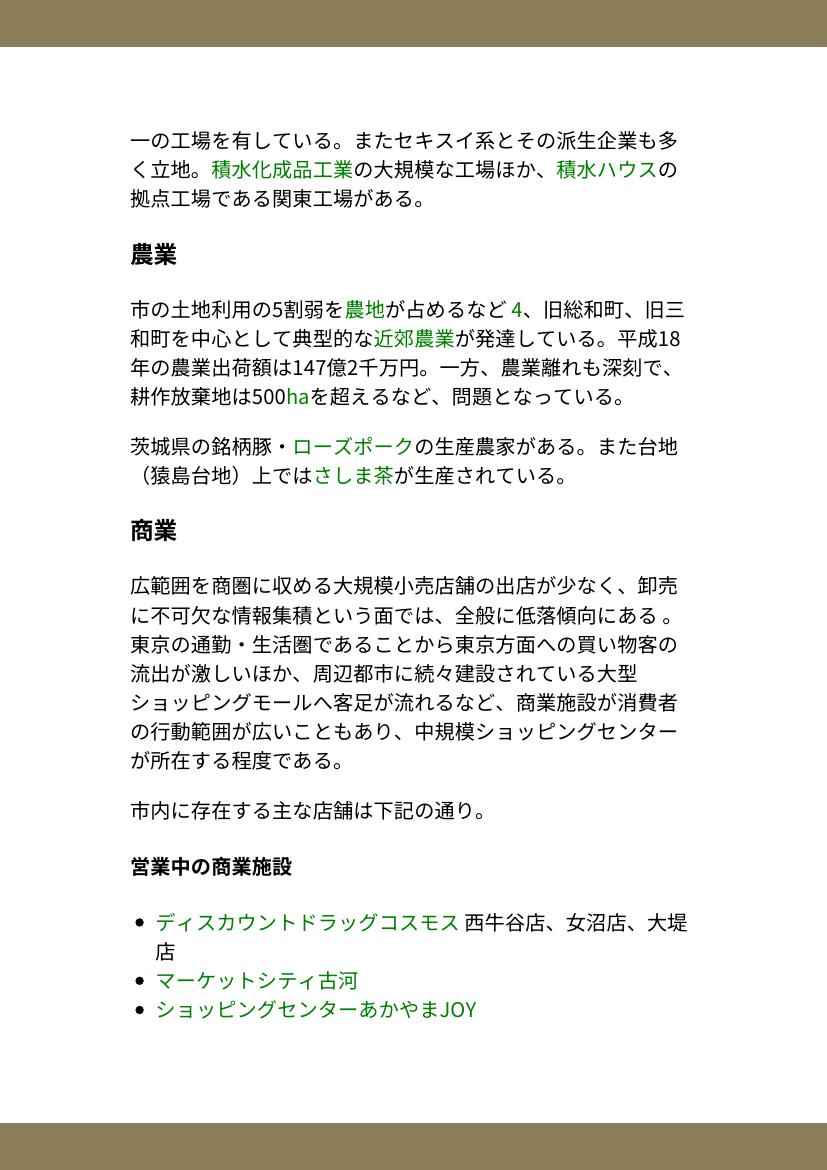 一の工場を有している。またセキスイ系とその派生企業も多
く立地。積水化成品工業の大規模な工場ほか、積水ハウスの
拠点工場である関東工場がある。
農業
市の土地利用の5割弱を農地が占めるなど 4、旧総和町、旧三
和町を中心として典型的な近郊農業が発達している。平成18
年の農業出荷額は147億2千万円。一方、農業離れも深刻で、
耕作放棄地は500haを超えるなど、問題となっている。
茨城県の銘柄豚・ローズポークの生産農家がある。また台地
（猿島台地）上ではさしま茶が生産されている。
商業
広範囲を商圏に収める大規模小売店舗の出店が少なく、卸売
に不可欠な情報集積という面では、全般に低落傾向にある 。
東京の通勤・生活圏であることから東京方面への買い物客の
流出が激しいほか、周辺都市に続々建設されている大型
ショッピングモールへ客足が流れるなど、商業施設が消費者
の行動範囲が広いこともあり、中規模ショッピングセンター
が所在する程度である。
市内に存在する主な店舗は下記の通り。
営業中の商業施設
• ディスカウントドラッグコスモス 西牛谷店、女沼店、大堤
店
• マーケットシティ古河
• ショッピングセンターあかやまJOY